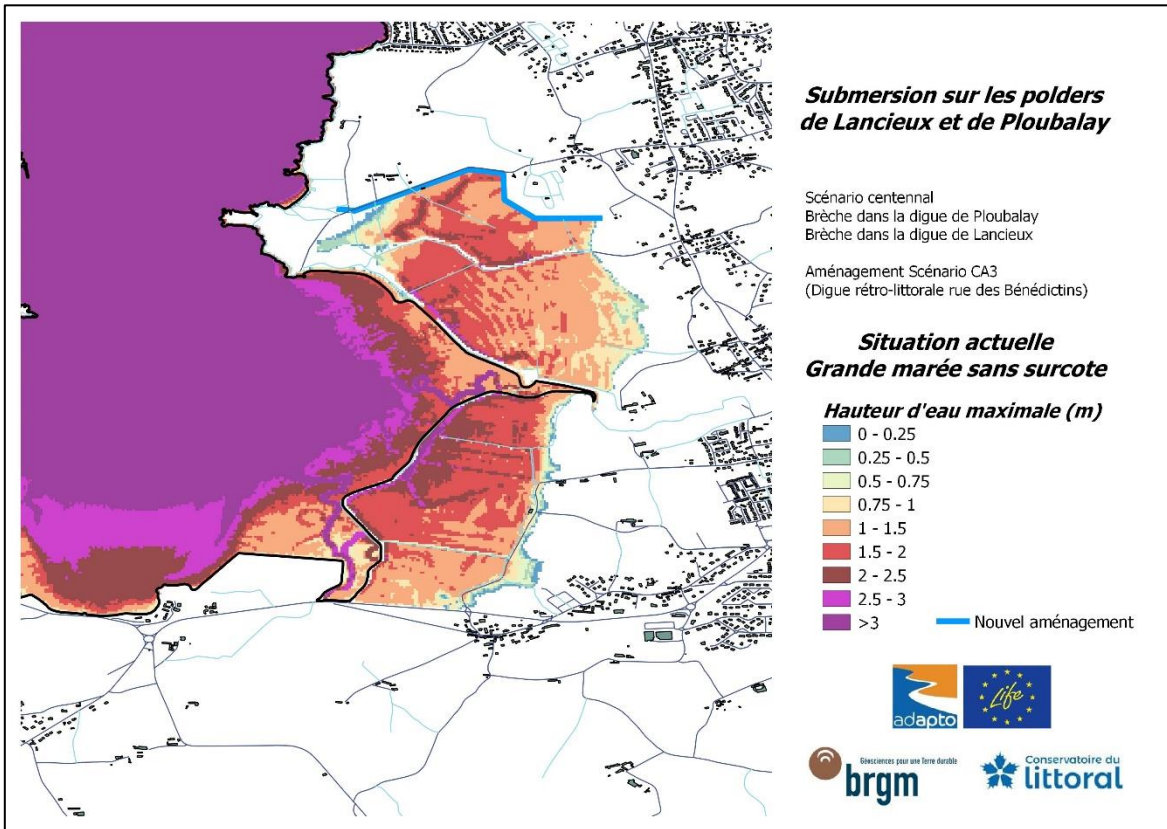 Submersion sur les polders
de Lancieux et de Ploubalay
Scénario centennal
Brèche dans la digue de Ploubalay
Brèche dans la digue de Lancieux
Aménagement Scénario CA3
(Digue rétro-littorale rue des Bénédictins)
Situation actuelle
Grande marée sans surcote
Hauteur d'eau maximale (m)
0 - 0.25
0.25 - 0.5
0.5 - 0.75
0.75 - 1
1 - 1.5
1.5 - 2
2 - 2.5
2.5 - 3
>3
Nouvel aménagement
adapto
Life
Géosciences pour une Terre durable
brgm
Conservatoire du
littoral